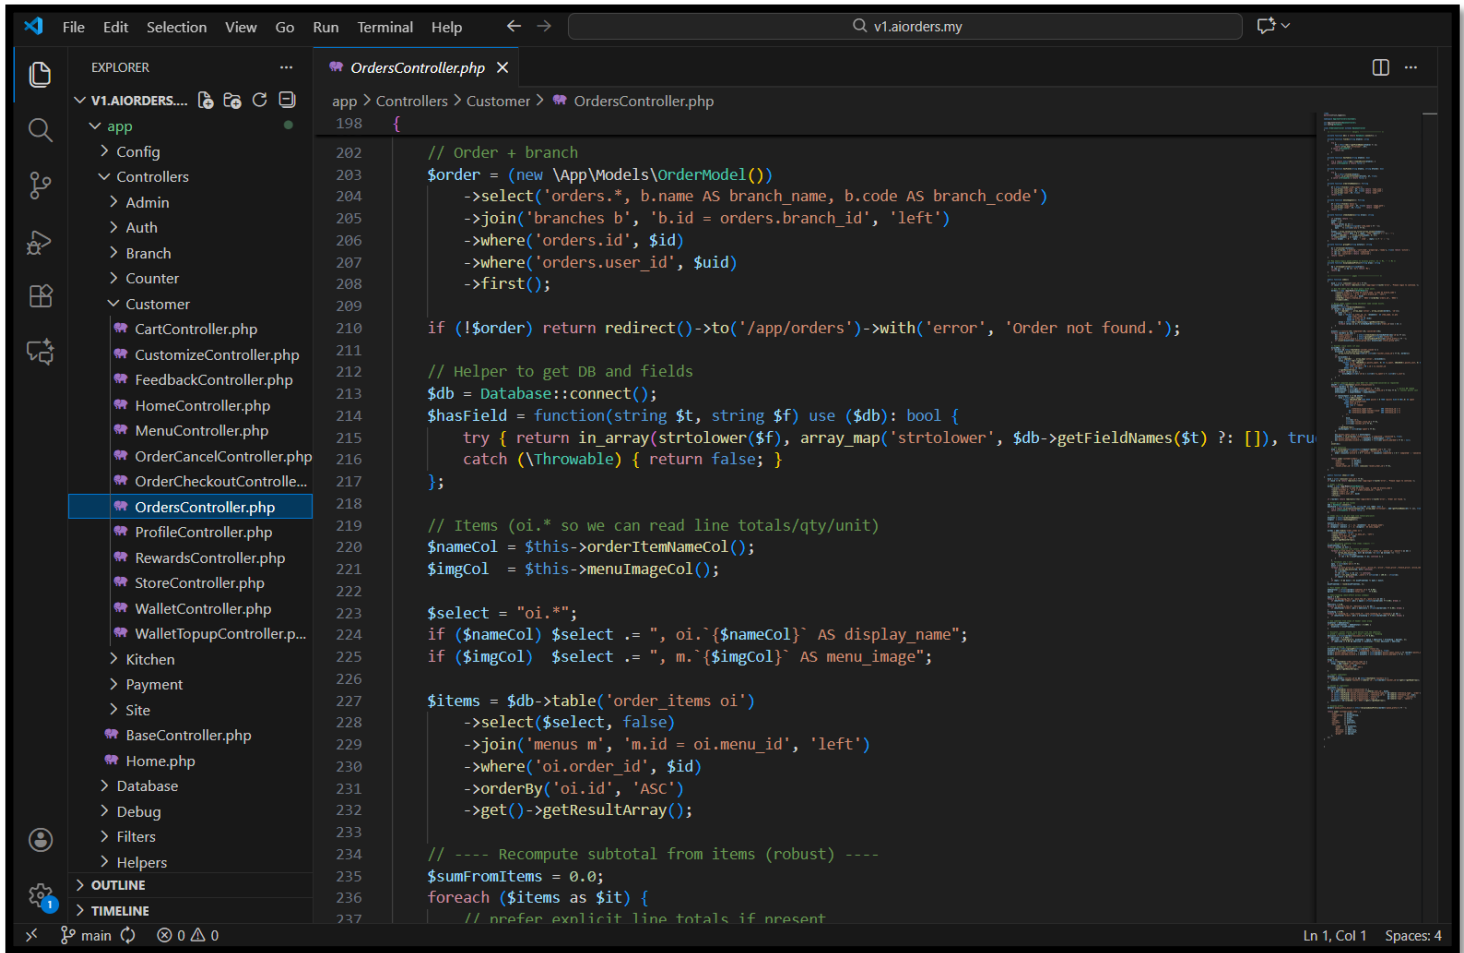 File Edit Selection View Go Run Terminal Help
v1.aiorders.my
EXPLORER
V1.AIORDERS....
app
Config
Controllers
Admin
Auth
Branch
Counter
Customer
CartController.php
CustomizeController.php
FeedbackController.php
HomeController.php
MenuController.php
OrderCancelController.php
OrderCheckoutControlle...
OrdersController.php
ProfileController.php
RewardsController.php
StoreController.php
WalletController.php
WalletTopupController.p...
Kitchen
Payment
Site
BaseController.php
Home.php
Database
Debug
Filters
Helpers
OUTLINE
TIMELINE
OrdersController.php
app > Controllers > Customer > OrdersController.php
198 {
202 // Order + branch
203 $order = (new \App\Models\OrderModel())
204 ->select('orders.*, b.name AS branch_name, b.code AS branch_code')
205 ->join('branches b', 'b.id = orders.branch_id', 'left')
206 ->where('orders.id', $id)
207 ->where('orders.user_id', $uid)
208 ->first();
209
210 if (!$order) return redirect()->to('/app/orders')->with('error', 'Order not found.');
211
212 // Helper to get DB and fields
213 $db = Database::connect();
214 $hasField = function(string $t, string $f) use ($db): bool {
215 try { return in_array(strtolower($f), array_map('strtolower', $db->getFieldNames($t) ?: []), tru
216 catch (\Throwable) { return false; }
217 };
218
219 // Items (oi.* so we can read line totals/qty/unit)
220 $nameCol = $this->orderItemNameCol();
221 $imgCol = $this->menuImageCol();
222
223 $select = "oi.*";
224 if ($nameCol) $select .= ", oi.`{$nameCol}` AS display_name";
225 if ($imgCol) $select .= ", m.`{$imgCol}` AS menu_image";
226
227 $items = $db->table('order_items oi')
228 ->select($select, false)
229 ->join('menus m', 'm.id = oi.menu_id', 'left')
230 ->where('oi.order_id', $id)
231 ->orderBy('oi.id', 'ASC')
232 ->get()->getResultArray();
233
234 // ---- Recompute subtotal from items (robust) ----
235 $sumFromItems = 0.0;
236 foreach ($items as $it) {
237 // prefer explicit line totals if present
1
main 0 0
Ln 1, Col 1 Spaces: 4